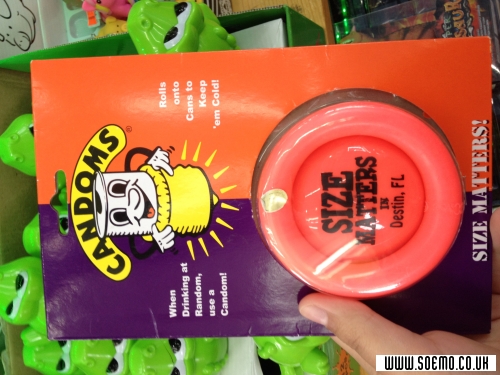 CANDOMS®
Rolls
onto
Cans to
Keep
'em Cold!
When
Drinking at
Random,
use a
Candom!
SIZE
MATTERS
IN
Destin, FL
SIZE MATTERS!
WWW.SOEMO.CO.UK